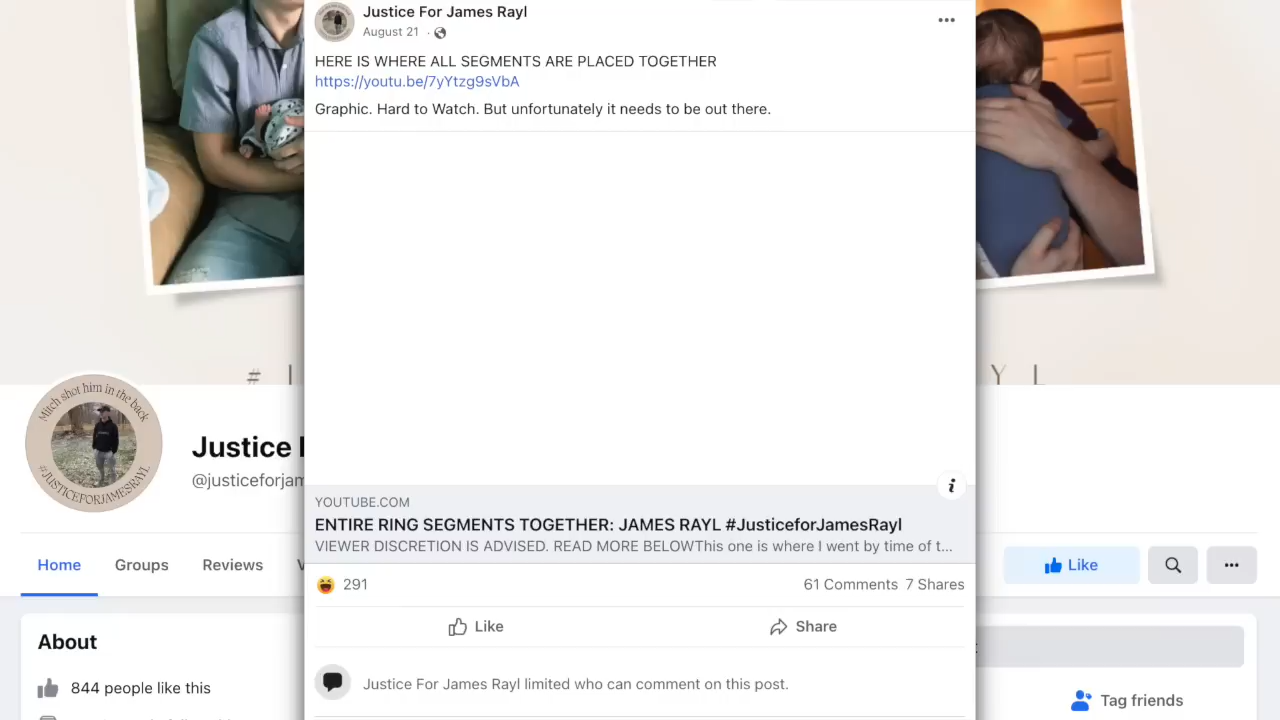 Justice For James Rayl
August 21 ·
HERE IS WHERE ALL SEGMENTS ARE PLACED TOGETHER
https://youtu.be/7yYtzg9sVbA
Graphic. Hard to Watch. But unfortunately it needs to be out there.
YOUTUBE.COM
ENTIRE RING SEGMENTS TOGETHER: JAMES RAYL #JusticeforJamesRayl
VIEWER DISCRETION IS ADVISED. READ MORE BELOWThis one is where I went by time of t...
291
61 Comments 7 Shares
Like
Share
Justice For James Rayl limited who can comment on this post.
Y L
Mitch shot him in the back
#JUSTICEFORJAMESRAYL
Justice
@justiceforjam
Home Groups Reviews V
Like
About
844 people like this
Tag friends